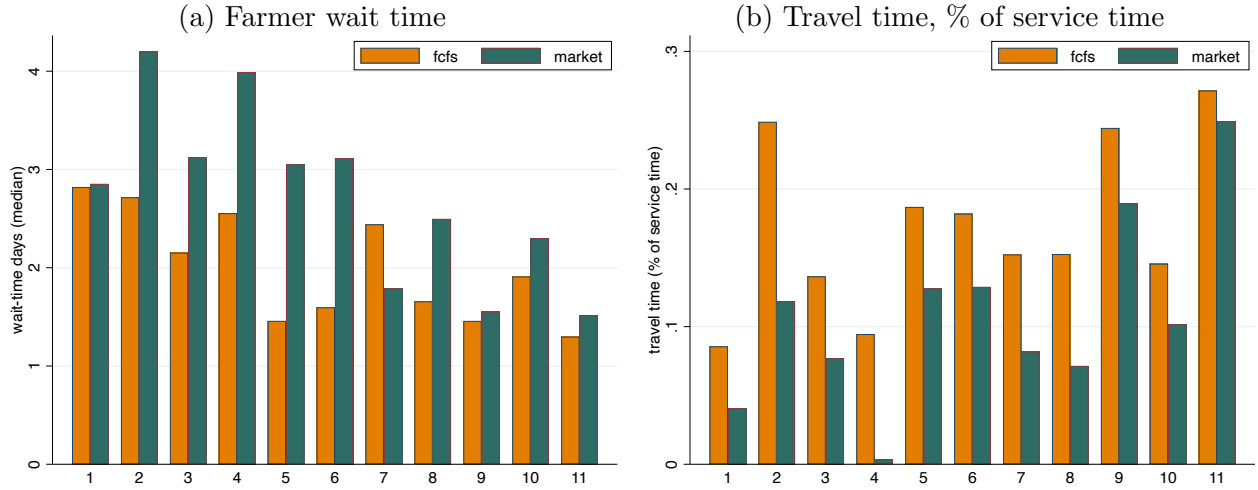 (a) Farmer wait time
fcfs market
wait-time days (median)
4
3
2
1
0
1 2 3 4 5 6 7 8 9 10 11
(b) Travel time, % of service time
fcfs market
travel time (% of service time)
.3
.2
.1
0
1 2 3 4 5 6 7 8 9 10 11